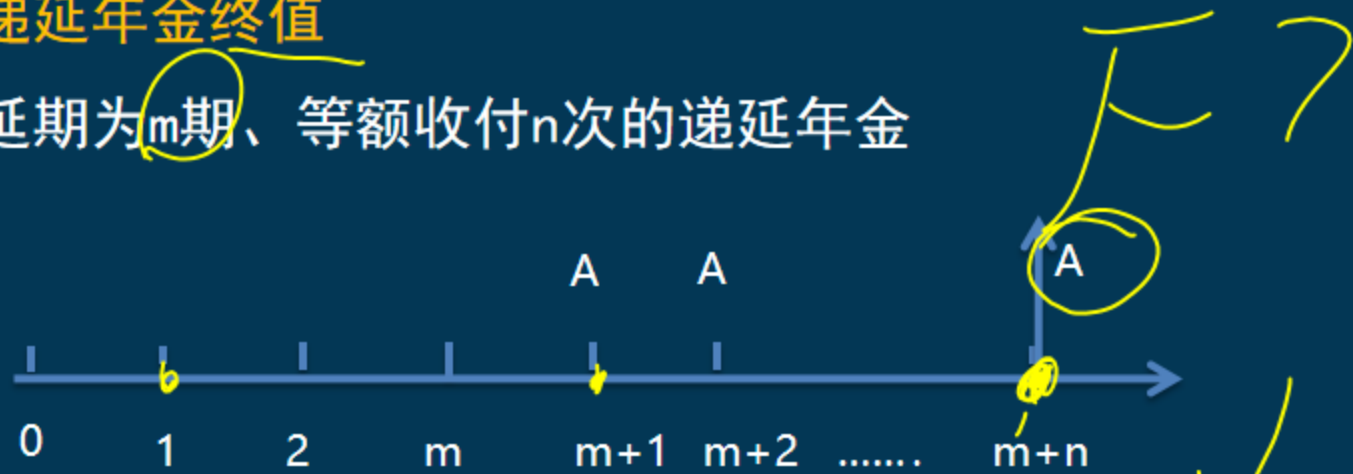 递延年金终值
延期为m期、等额收付n次的递延年金
F?
A A A
0 1 2 m m+1 m+2 ....... m+n